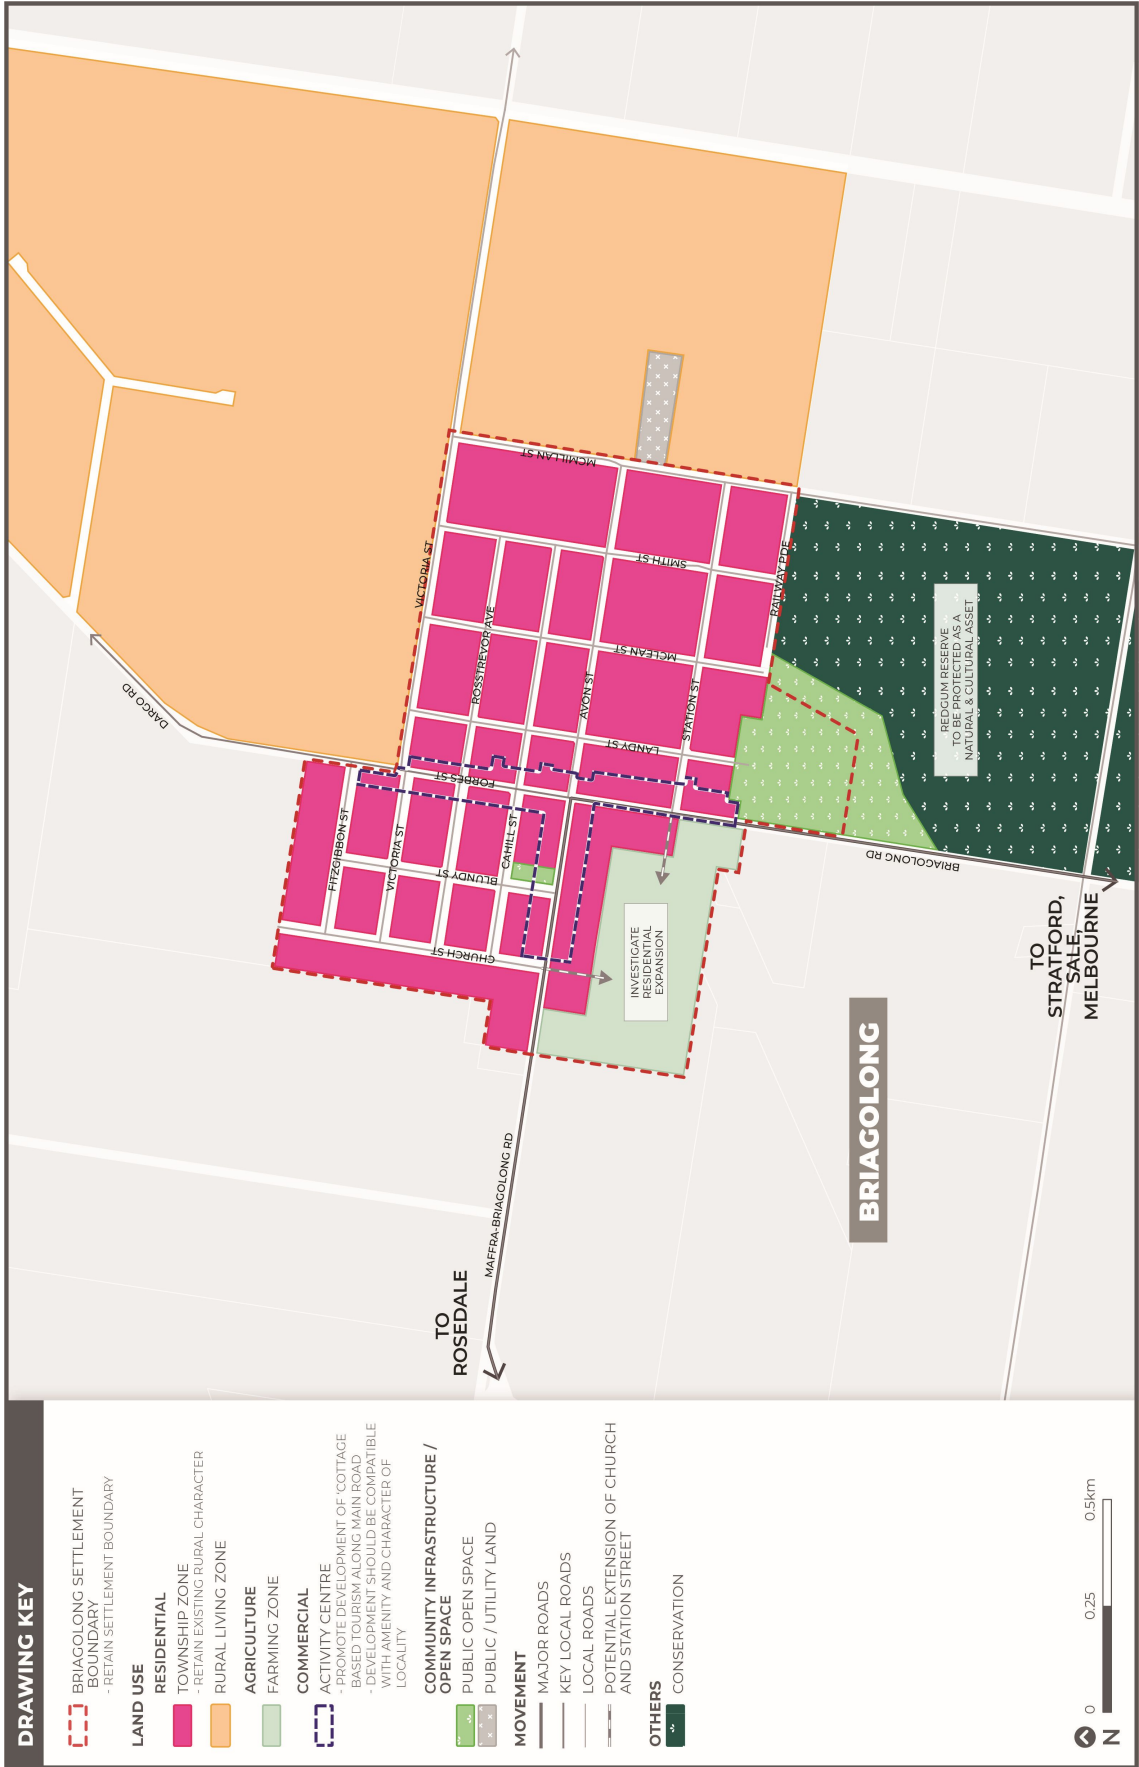 DRAWING KEY
BRIAGOLONG SETTLEMENT
BOUNDARY
- RETAIN SETTLEMENT BOUNDARY
LAND USE
RESIDENTIAL
TOWNSHIP ZONE
- RETAIN EXISTING RURAL CHARACTER
RURAL LIVING ZONE
AGRICULTURE
FARMING ZONE
COMMERCIAL
ACTIVITY CENTRE
- PROMOTE DEVELOPMENT OF 'COTTAGE
BASED TOURISM ALONG MAIN ROAD
- DEVELOPMENT SHOULD BE COMPATIBLE
WITH AMENITY AND CHARACTER OF
LOCALITY
COMMUNITY INFRASTRUCTURE /
OPEN SPACE
PUBLIC OPEN SPACE
PUBLIC / UTILITY LAND
MOVEMENT
MAJOR ROADS
KEY LOCAL ROADS
LOCAL ROADS
POTENTIAL EXTENSION OF CHURCH
AND STATION STREET
OTHERS
CONSERVATION
N
0
0.25
0.5km
TO
ROSEDALE
MAFFRA-BRIAGOLONG RD
BRIAGOLONG
TO
STRATFORD,
SALE,
MELBOURNE
INVESTIGATE
RESIDENTIAL
EXPANSION
CHURCH ST
BLUNDY ST
FITZGIBBON ST
VICTORIA ST
CAHILL ST
FORBES ST
BRIAGOLONG RD
DARGO RD
LANDY ST
ROSSTREVOR AVE
AVON ST
STATION ST
MCLEAN ST
VICTORIA ST
SMITH ST
RAILWAY PDE
MCMILLAN ST
REDGUM RESERVE
TO BE PROTECTED AS A
NATURAL & CULTURAL ASSET